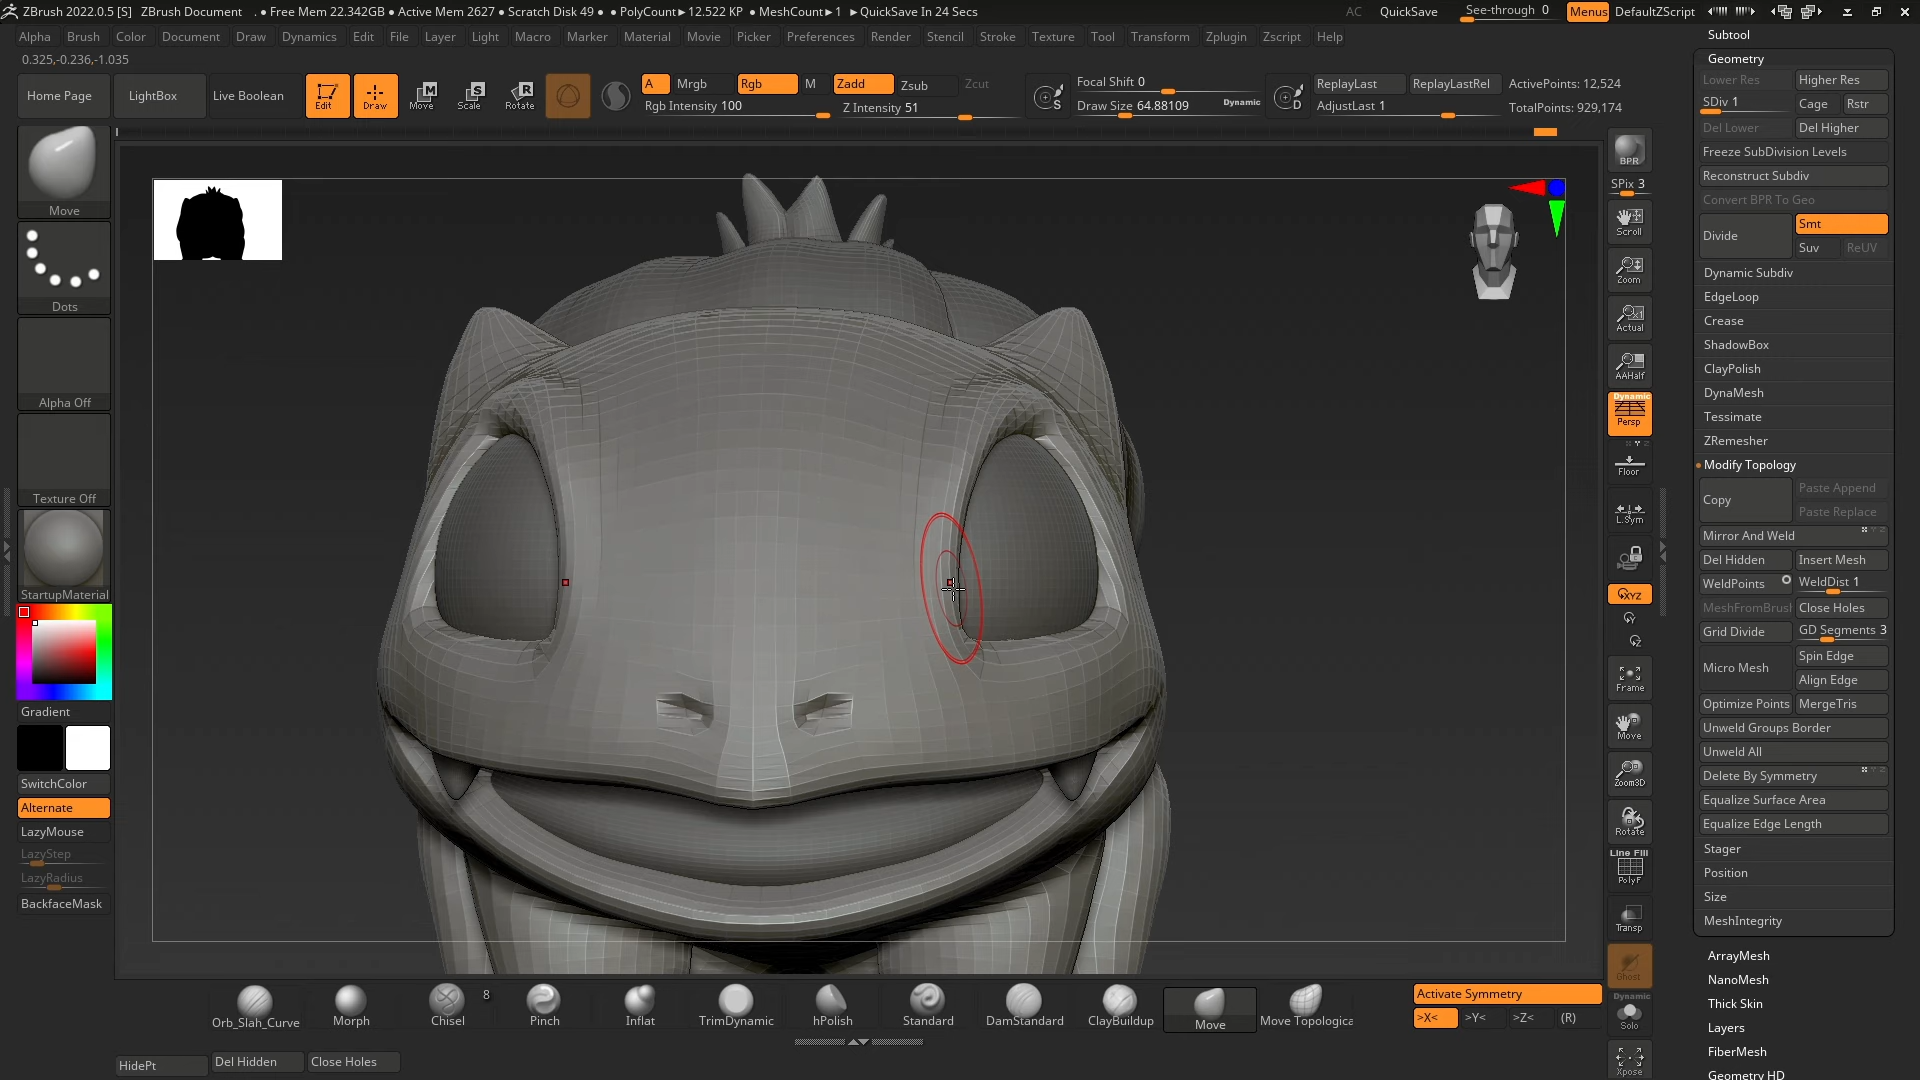 ZBrush 2022.0.5 [S] ZBrush Document . • Free Mem 22.342GB • Active Mem 2627 • Scratch Disk 49 • • PolyCount▸12.522 KP • MeshCount▸1 ▸QuickSave In 24 Secs AC QuickSave See-through 0 Menus DefaultZScript
Alpha Brush Color Document Draw Dynamics Edit File Layer Light Macro Marker Material Movie Picker Preferences Render Stencil Stroke Texture Tool Transform Zplugin Zscript Help
0.325,-0.236,-1.035
Home Page LightBox Live Boolean Edit Draw Move Scale Rotate
A Mrgb Rgb M Zadd Zsub Zcut
Rgb Intensity 100 Z Intensity 51
Focal Shift 0
Draw Size 64.88109 Dynamic
ReplayLast ReplayLastRel ActivePoints: 12,524
AdjustLast 1 TotalPoints: 929,174
Move
Dots
Alpha Off
Texture Off
StartupMaterial
Gradient
SwitchColor
Alternate
LazyMouse
LazyStep
LazyRadius
BackfaceMask
BPR
SPix 3
Scroll
Zoom
Actual
AAHalf
Dynamic
Persp
Floor
L.Sym
XYZ
Frame
Move
Zoom3D
Rotate
Line Fill
PolyF
Transp
Ghost
Dynamic
Solo
Xpose
Subtool
Geometry
Lower Res Higher Res
SDiv 1 Cage Rstr
Del Lower Del Higher
Freeze SubDivision Levels
Reconstruct Subdiv
Convert BPR To Geo
Divide Smt
Suv ReUV
Dynamic Subdiv
EdgeLoop
Crease
ShadowBox
ClayPolish
DynaMesh
Tessimate
ZRemesher
Modify Topology
Copy Paste Append
Paste Replace
Mirror And Weld
Del Hidden Insert Mesh
WeldPoints WeldDist 1
MeshFromBrus Close Holes
Grid Divide GD Segments 3
Micro Mesh Spin Edge
Align Edge
Optimize Points MergeTris
Unweld Groups Border
Unweld All
Delete By Symmetry
Equalize Surface Area
Equalize Edge Length
Stager
Position
Size
MeshIntegrity
ArrayMesh
NanoMesh
Thick Skin
Layers
FiberMesh
Geometry HD
Orb_Slah_Curve Morph Chisel 8 Pinch Inflat TrimDynamic hPolish Standard DamStandard ClayBuildup Move Move Topologica
Activate Symmetry
>X< >Y< >Z< (R)
HidePt Del Hidden Close Holes